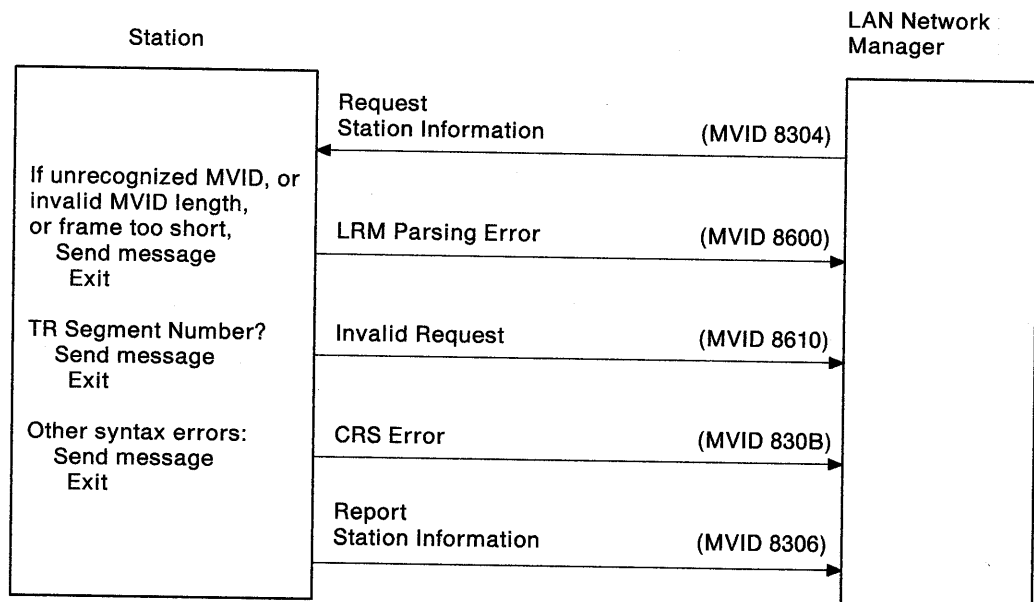 Station
LAN Network
Manager
Request
Station Information (MVID 8304)
If unrecognized MVID, or
invalid MVID length,
or frame too short,
Send message
Exit
LRM Parsing Error (MVID 8600)
TR Segment Number?
Send message
Exit
Invalid Request (MVID 8610)
Other syntax errors:
Send message
Exit
CRS Error (MVID 830B)
Report
Station Information (MVID 8306)